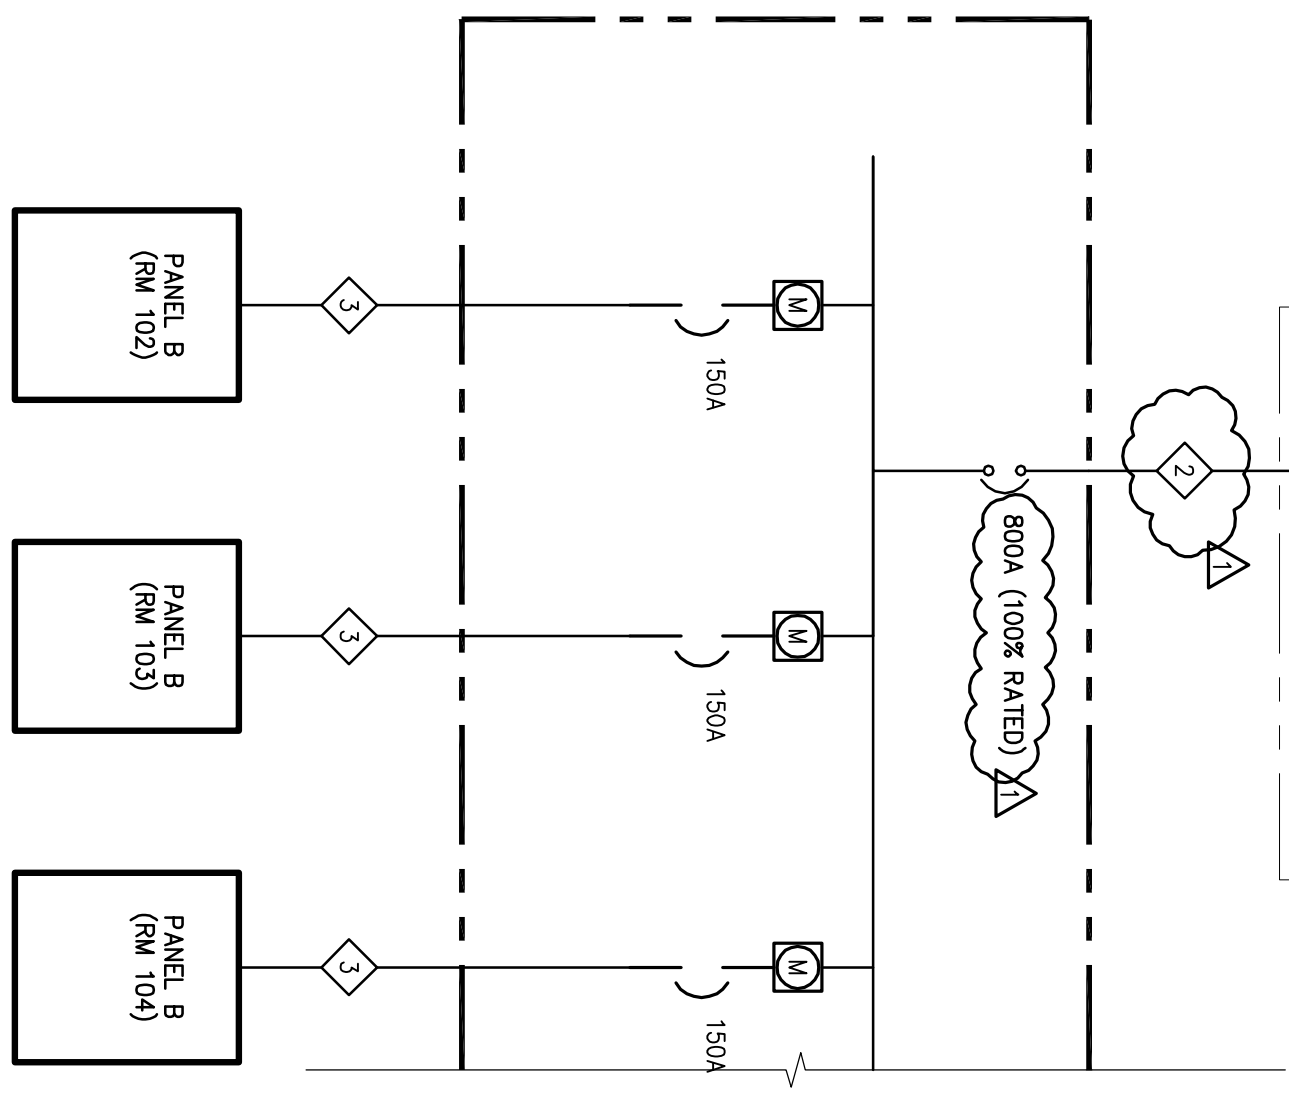 2
1
800A (100% RATED)
1
M
M
M
150A
150A
150A
3
3
3
PANEL B
(RM 102)
PANEL B
(RM 103)
PANEL B
(RM 104)